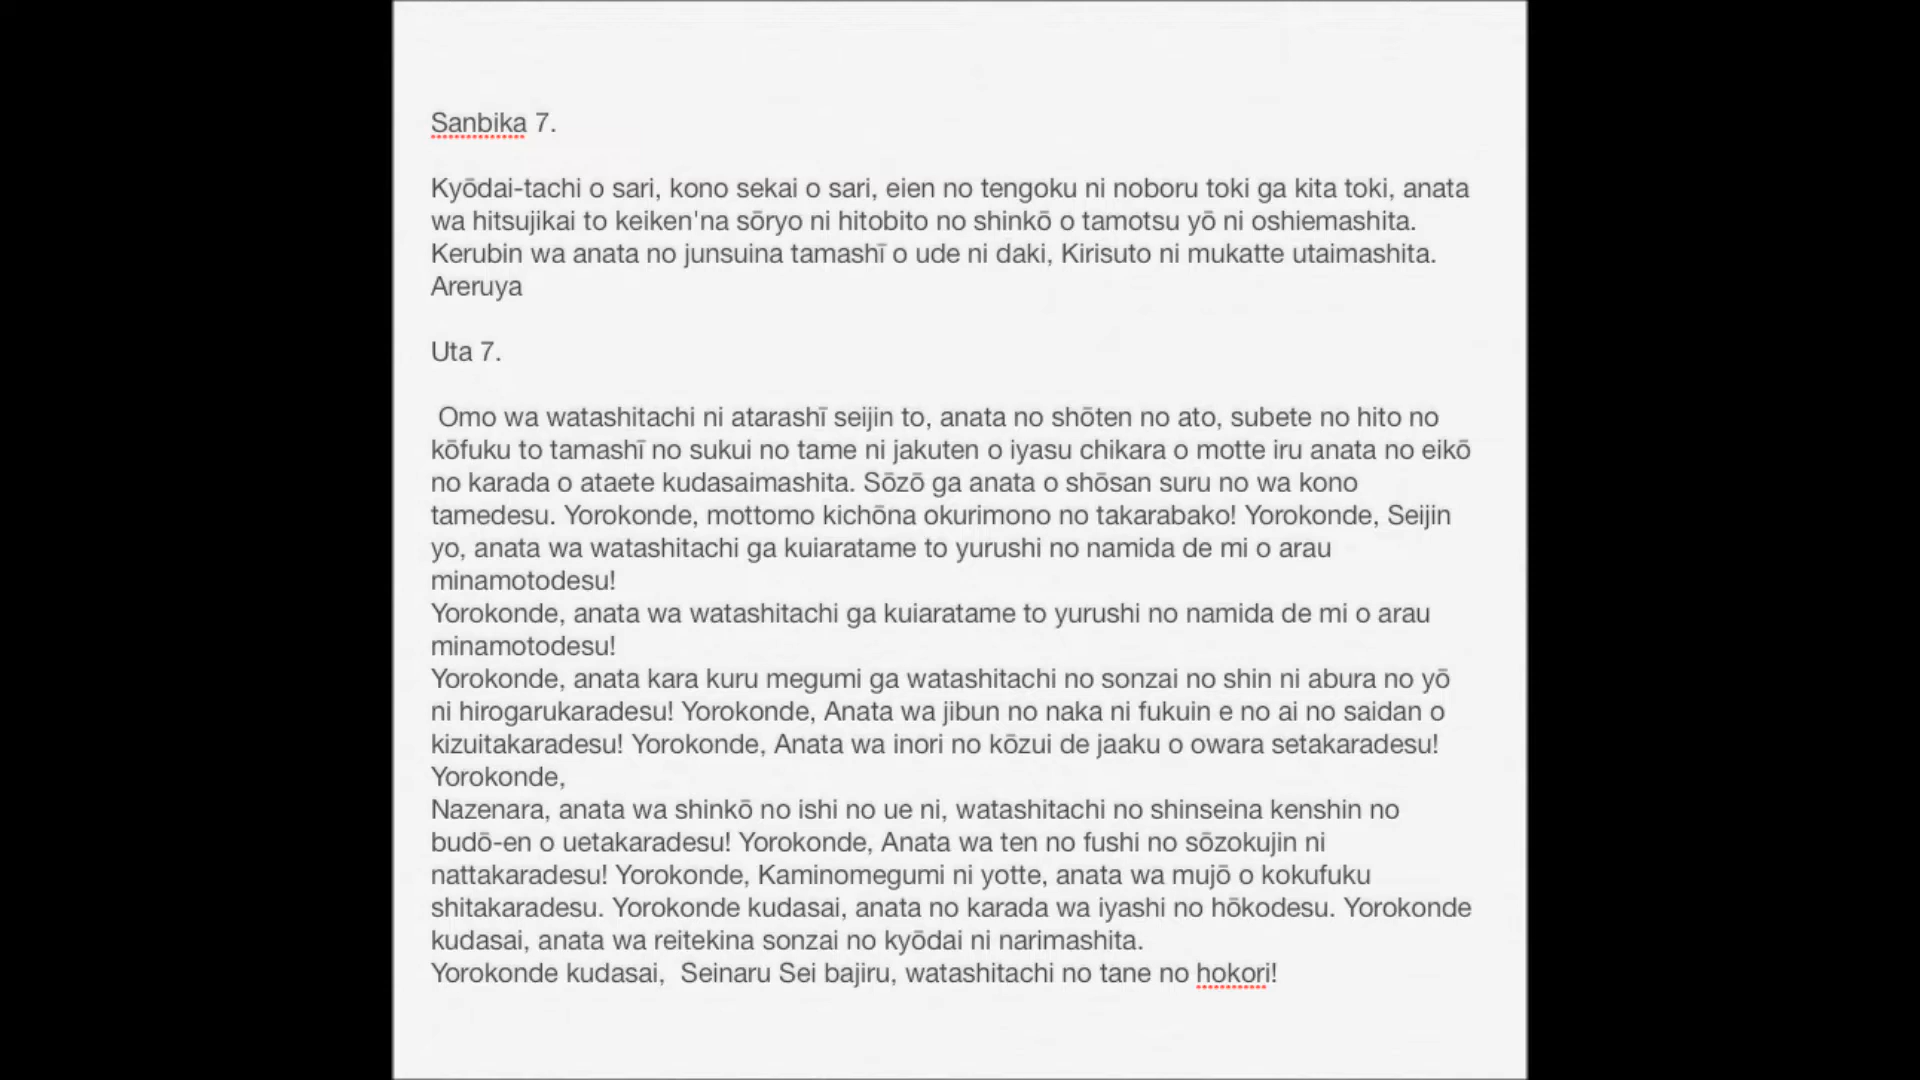 Sanbika 7.
Kyōdai-tachi o sari, kono sekai o sari, eien no tengoku ni noboru toki ga kita toki, anata
wa hitsujikai to keiken'na sōryo ni hitobito no shinkō o tamotsu yō ni oshiemashita.
Kerubin wa anata no junsuina tamashī o ude ni daki, Kirisuto ni mukatte utaimashita.
Areruya
Uta 7.
Omo wa watashitachi ni atarashī seijin to, anata no shōten no ato, subete no hito no
kōfuku to tamashī no sukui no tame ni jakuten o iyasu chikara o motte iru anata no eikō
no karada o ataete kudasaimashita. Sōzō ga anata o shōsan suru no wa kono
tamedesu. Yorokonde, mottomo kichōna okurimono no takarabako! Yorokonde, Seijin
yo, anata wa watashitachi ga kuiaratame to yurushi no namida de mi o arau
minamotodesu!
Yorokonde, anata wa watashitachi ga kuiaratame to yurushi no namida de mi o arau
minamotodesu!
Yorokonde, anata kara kuru megumi ga watashitachi no sonzai no shin ni abura no yō
ni hirogarukaradesu! Yorokonde, Anata wa jibun no naka ni fukuin e no ai no saidan o
kizuitakaradesu! Yorokonde, Anata wa inori no kōzui de jaaku o owara setakaradesu!
Yorokonde,
Nazenara, anata wa shinkō no ishi no ue ni, watashitachi no shinseina kenshin no
budō-en o uetakaradesu! Yorokonde, Anata wa ten no fushi no sōzokujin ni
nattakaradesu! Yorokonde, Kaminomegumi ni yotte, anata wa mujō o kokufuku
shitakaradesu. Yorokonde kudasai, anata no karada wa iyashi no hōkodesu. Yorokonde
kudasai, anata wa reitekina sonzai no kyōdai ni narimashita.
Yorokonde kudasai,  Seinaru Sei bajiru, watashitachi no tane no hokori!